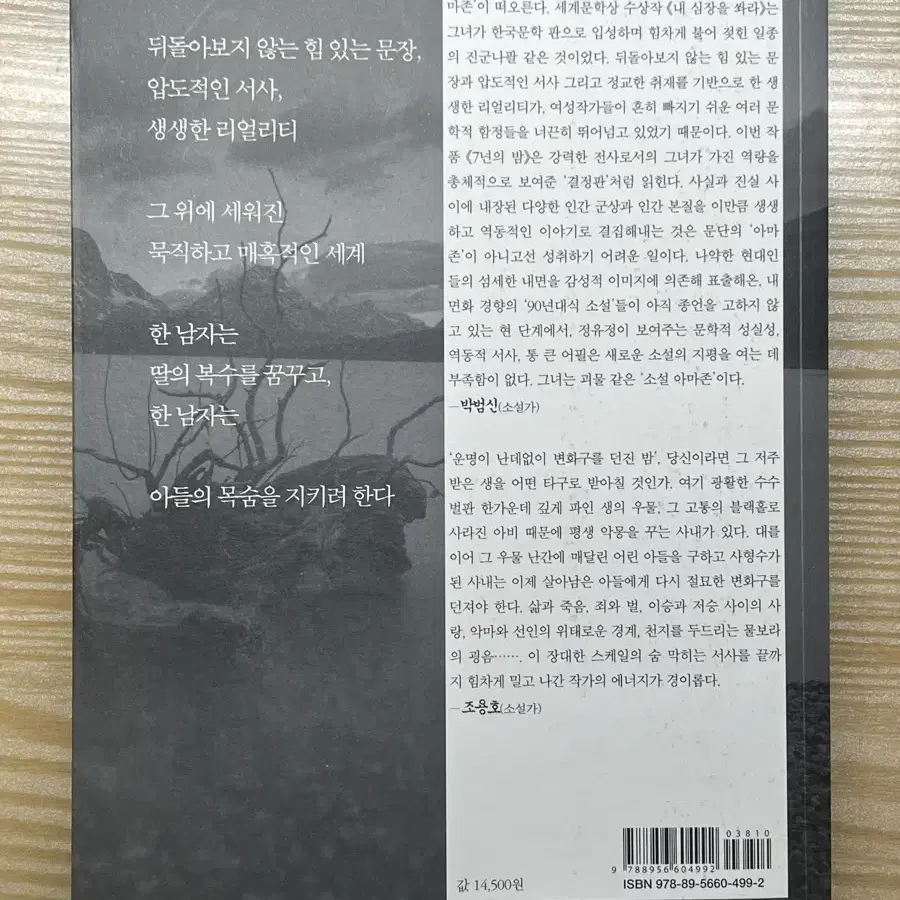 뒤돌아보지 않는 힘 있는 문장,
압도적인 서사,
생생한 리얼리티
그 위에 세워진
묵직하고 매혹적인 세계
한 남자는
딸의 복수를 꿈꾸고,
한 남자는
아들의 목숨을 지키려 한다
마존’이 떠오른다. 세계문학상 수상작 《내 심장을 쏴라》는
그녀가 한국문학 판으로 입성하며 힘차게 불어 젖힌 일종
의 진군나팔 같은 것이었다. 뒤돌아보지 않는 힘 있는 문
장과 압도적인 서사 그리고 정교한 취재를 기반으로 한 생
생한 리얼리티가, 여성작가들이 흔히 빠지기 쉬운 여러 문
학적 함정들을 너끈히 뛰어넘고 있었기 때문이다. 이번 작
품 《7년의 밤》은 강력한 전사로서의 그녀가 가진 역량을
총체적으로 보여준 ‘결정판’처럼 읽힌다. 사실과 진실 사
이에 내장된 다양한 인간 군상과 인간 본질을 이만큼 생생
하고 역동적인 이야기로 결집해내는 것은 문단의 ‘아마
존’이 아니고선 성취하기 어려운 일이다. 나약한 현대인
들의 섬세한 내면을 감성적 이미지에 의존해 표출해온, 내
면화 경향의 ‘90년대식 소설’들이 아직 종언을 고하지 않
고 있는 현 단계에서, 정유정이 보여주는 문학적 성실성,
역동적 서사, 통 큰 어필은 새로운 소설의 지평을 여는 데
부족함이 없다. 그녀는 괴물 같은 ‘소설 아마존’이다.
—박범신(소설가)
‘운명이 난데없이 변화구를 던진 밤’, 당신이라면 그 저주
받은 생을 어떤 타구로 받아칠 것인가. 여기 광활한 수수
벌판 한가운데 깊게 파인 생의 우물, 그 고통의 블랙홀로
사라진 아비 때문에 평생 악몽을 꾸는 사내가 있다. 대를
이어 그 우물 난간에 매달린 어린 아들을 구하고 사형수가
된 사내는 이제 살아남은 아들에게 다시 절묘한 변화구를
던져야 한다. 삶과 죽음, 죄와 벌, 이승과 저승 사이의 사
랑, 악마와 선인의 위태로운 경계, 천지를 두드리는 물보라
의 굉음……. 이 장대한 스케일의 숨 막히는 서사를 끝까
지 힘차게 밀고 나간 작가의 에너지가 경이롭다.
—조용호(소설가)
03810
9 788956 604992
값 14,500원
ISBN 978-89-5660-499-2